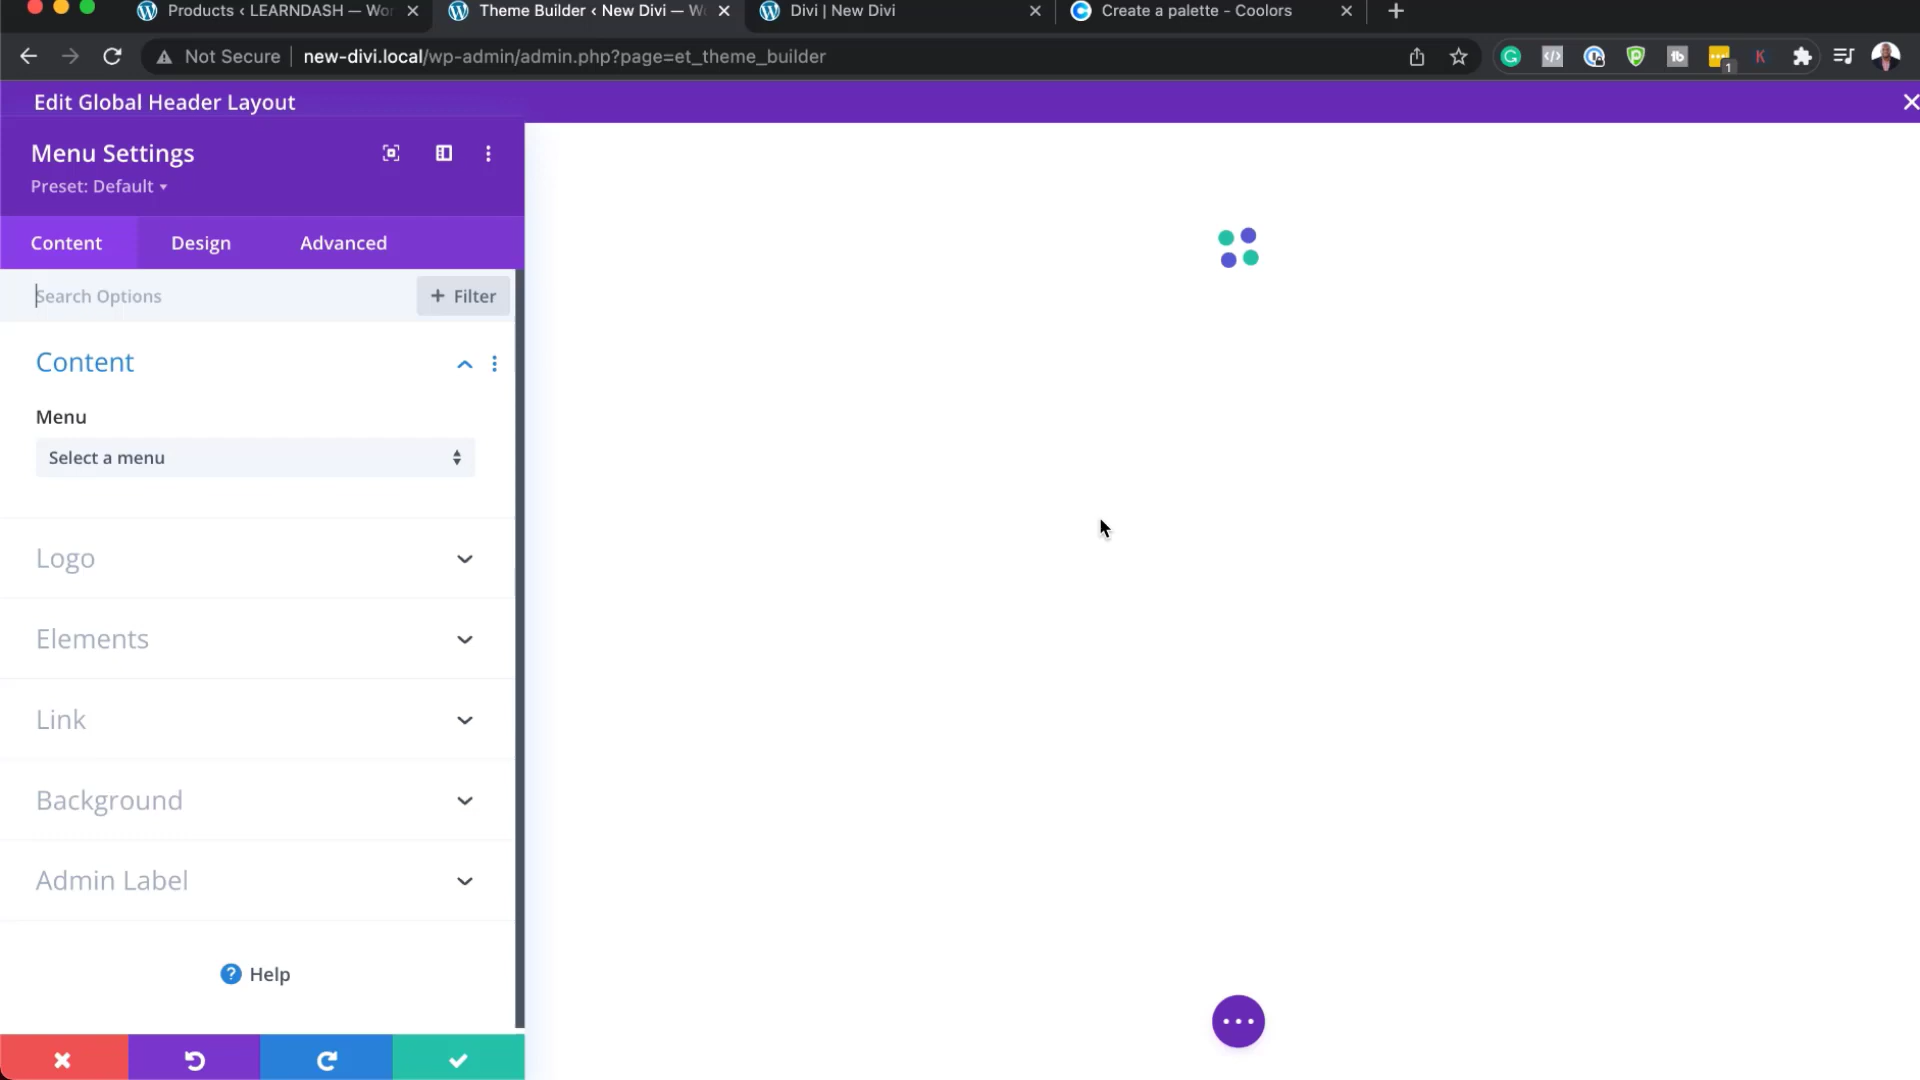 Products ‹ LEARNDASH — Wor
Theme Builder ‹ New Divi — Wo
Divi | New Divi
Create a palette - Coolors
Not Secure
new-divi.local/wp-admin/admin.php?page=et_theme_builder
1
Edit Global Header Layout
Menu Settings
Preset: Default
Content
Design
Advanced
Search Options
+ Filter
Content
Menu
Select a menu
Logo
Elements
Link
Background
Admin Label
? Help